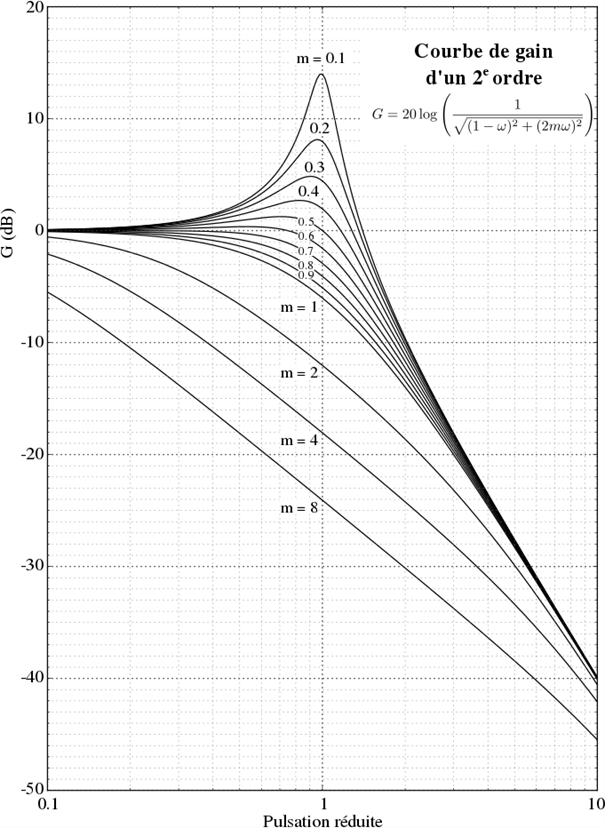 20
Courbe de gain
d'un 2e ordre
G = 20 log ( 1 / √((1 − ω)² + (2mω)²) )
m = 0.1
10
0.2
0.3
0.4
0
0.5
0.6
0.7
0.8
0.9
G (dB)
m = 1
-10
m = 2
-20
m = 4
m = 8
-30
-40
-50
0.1
1
10
Pulsation réduite